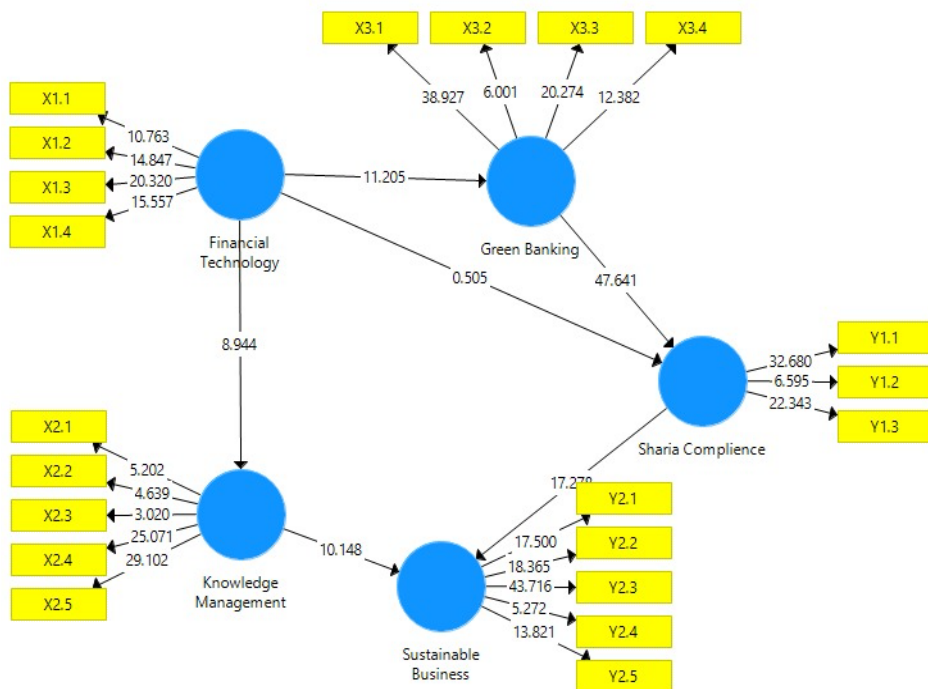 X3.1
X3.2
X3.3
X3.4
38.927
6.001
20.274
12.382
X1.1
X1.2
X1.3
X1.4
10.763
14.847
20.320
15.557
Financial
Technology
11.205
Green Banking
0.505
47.641
8.944
Y1.1
Y1.2
Y1.3
32.680
6.595
22.343
Sharia Complience
X2.1
X2.2
X2.3
X2.4
X2.5
5.202
4.639
3.020
25.071
29.102
Knowledge
Management
10.148
17.278
Y2.1
Y2.2
Y2.3
Y2.4
Y2.5
17.500
18.365
43.716
5.272
13.821
Sustainable
Business